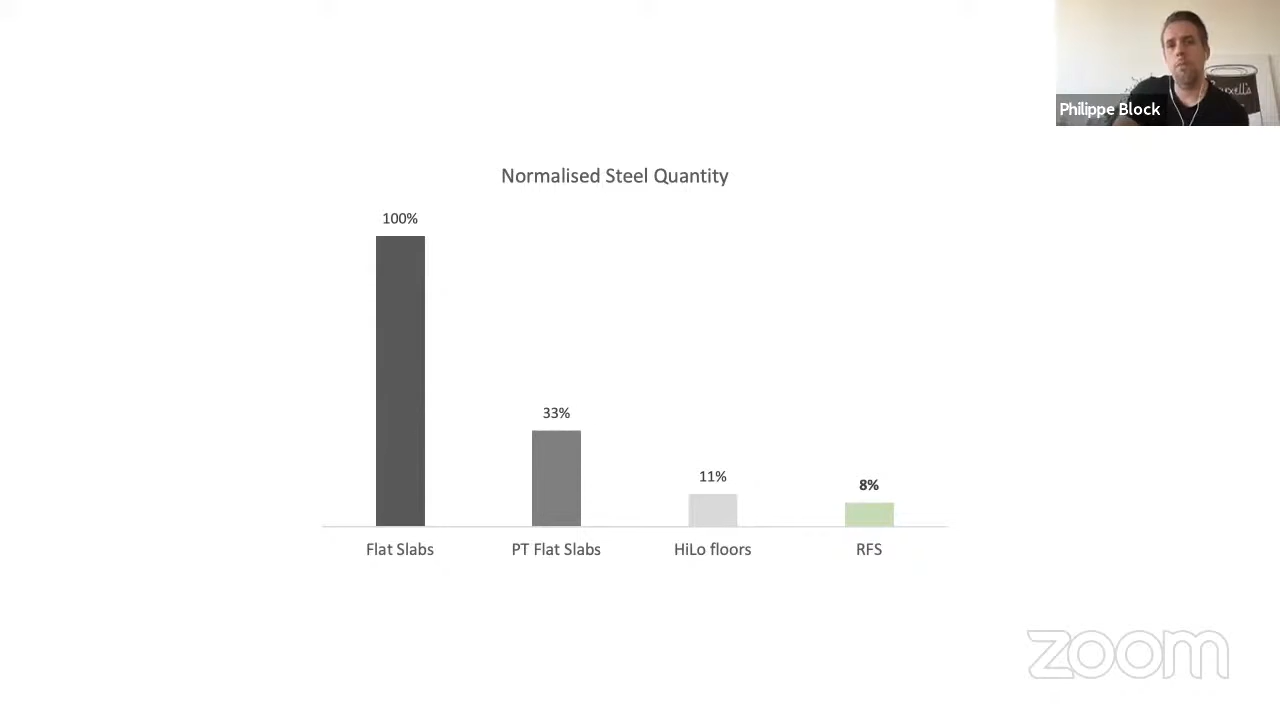 Philippe Block
Normalised Steel Quantity
100%
33%
11%
8%
Flat Slabs
PT Flat Slabs
HiLo floors
RFS
zoom